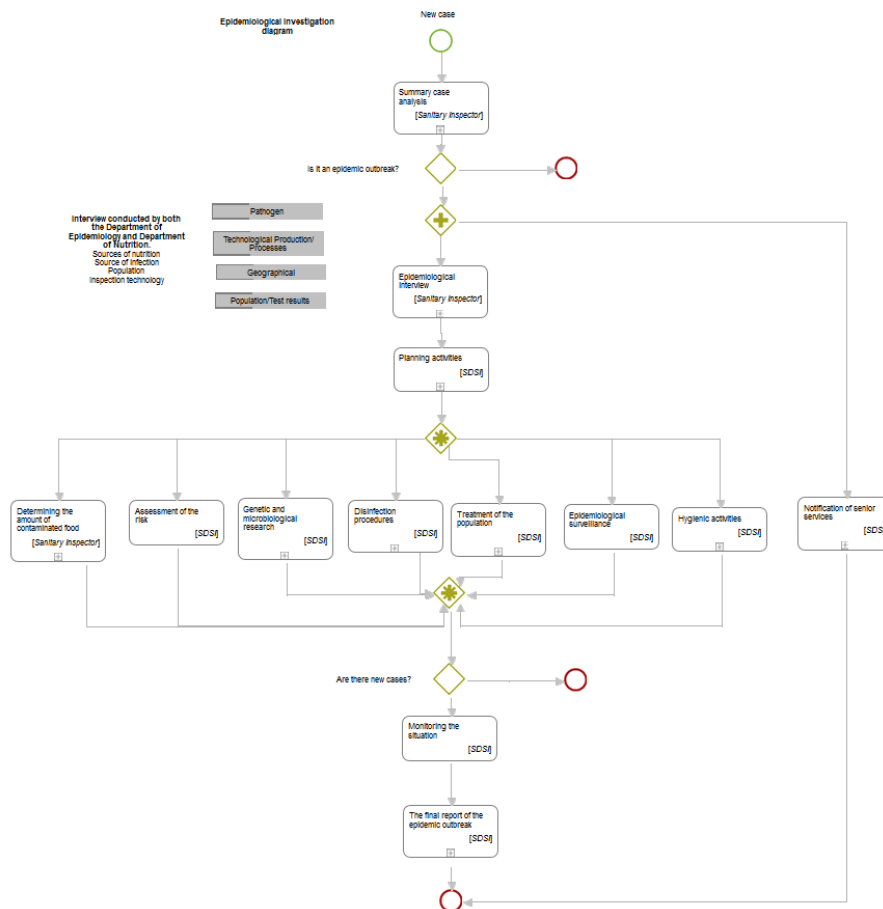 Epidemiological Investigation
diagram
New case
Summary case
analysis
[Sanitary Inspector]
Is it an epidemic outbreak?
Interview conducted by both
the Department of
Epidemiology and Department
of Nutrition.
Sources of nutrition
Source of infection
Population
Inspection technology
Pathogen
Technological Production/
Processes
Geographical
Population/Test results
Epidemiological
Interview
[Sanitary Inspector]
Planning activities
[SDSI]
Determining the
amount of
contaminated food
[Sanitary Inspector]
Assessment of the
risk
[SDSI]
Genetic and
microbiological
research
[SDSI]
Disinfection
procedures
[SDSI]
Treatment of the
population
[SDSI]
Epidemiological
surveillance
[SDSI]
Hygienic activities
[SDSI]
Notification of senior
services
[SDSI]
Are there new cases?
Monitoring the
situation
[SDSI]
The final report of the
epidemic outbreak
[SDSI]